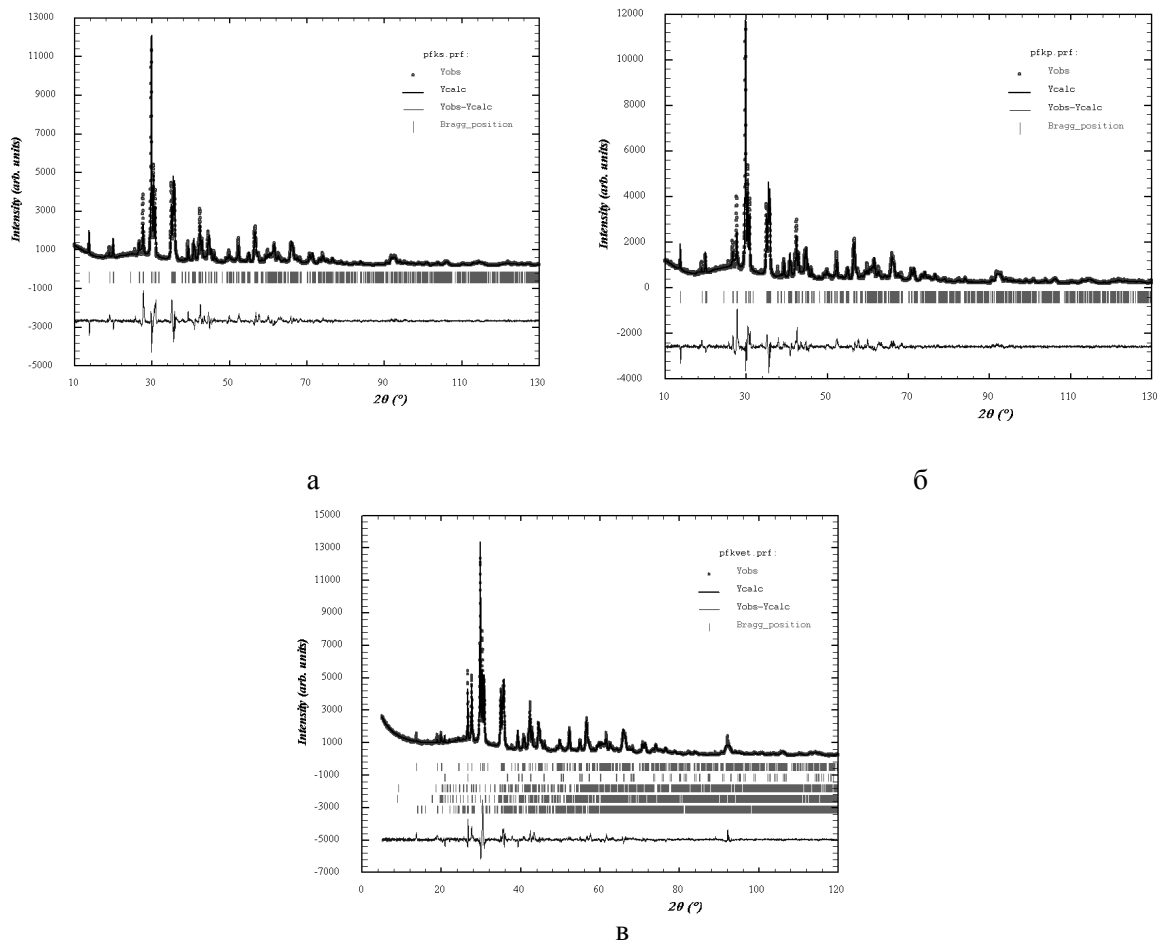 13000
11000
9000
7000
5000
3000
1000
-1000
-3000
-5000
10
30
50
70
90
110
130
Intensity (arb. units)
2θ (°)
pfks.prf:
Yobs
Ycalc
Yobs-Ycalc
Bragg_position
а
12000
10000
8000
6000
4000
2000
0
-2000
-4000
10
30
50
70
90
110
130
Intensity (arb. units)
2θ (°)
pfkp.prf:
Yobs
Ycalc
Yobs-Ycalc
Bragg_position
б
15000
13000
11000
9000
7000
5000
3000
1000
-1000
-3000
-5000
-7000
0
20
40
60
80
100
120
Intensity (arb. units)
2θ (°)
pfkvet.prf:
Yobs
Ycalc
Yobs-Ycalc
Bragg_position
в